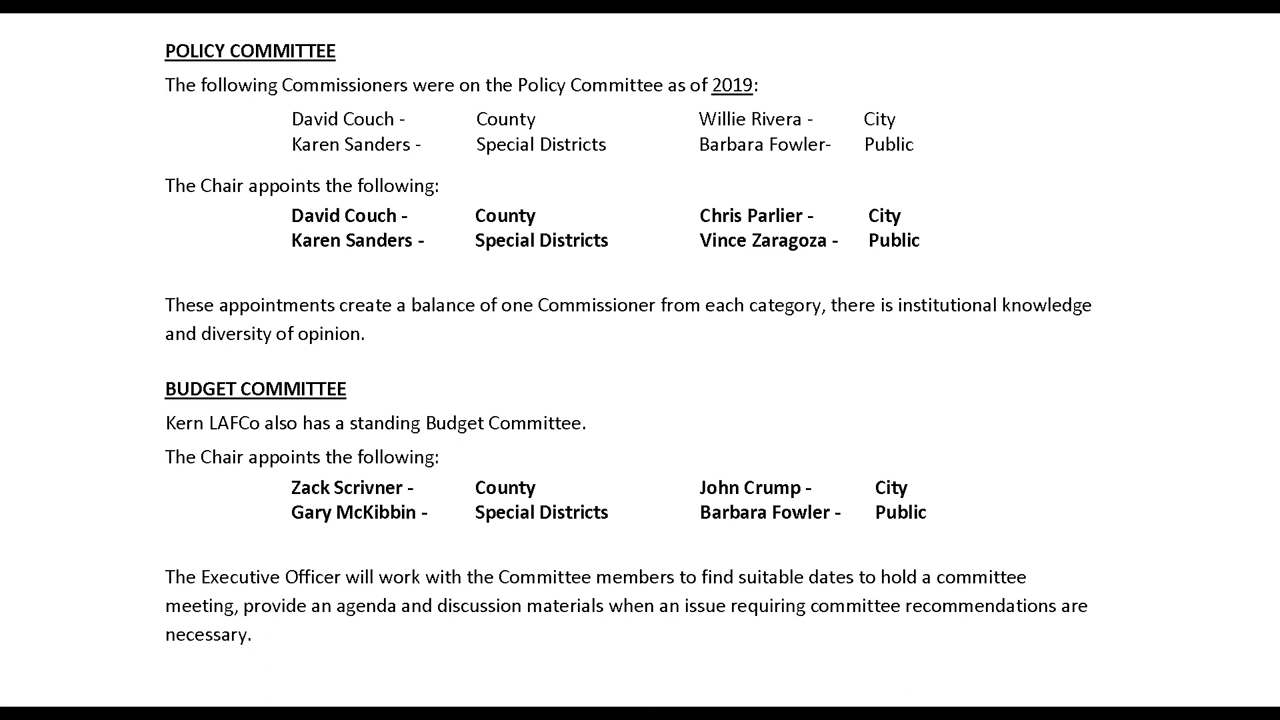 POLICY COMMITTEE
The following Commissioners were on the Policy Committee as of 2019:
David Couch - County Willie Rivera - City
Karen Sanders - Special Districts Barbara Fowler- Public
The Chair appoints the following:
David Couch - County Chris Parlier - City
Karen Sanders - Special Districts Vince Zaragoza - Public
These appointments create a balance of one Commissioner from each category, there is institutional knowledge
and diversity of opinion.
BUDGET COMMITTEE
Kern LAFCo also has a standing Budget Committee.
The Chair appoints the following:
Zack Scrivner - County John Crump - City
Gary McKibbin - Special Districts Barbara Fowler - Public
The Executive Officer will work with the Committee members to find suitable dates to hold a committee
meeting, provide an agenda and discussion materials when an issue requiring committee recommendations are
necessary.